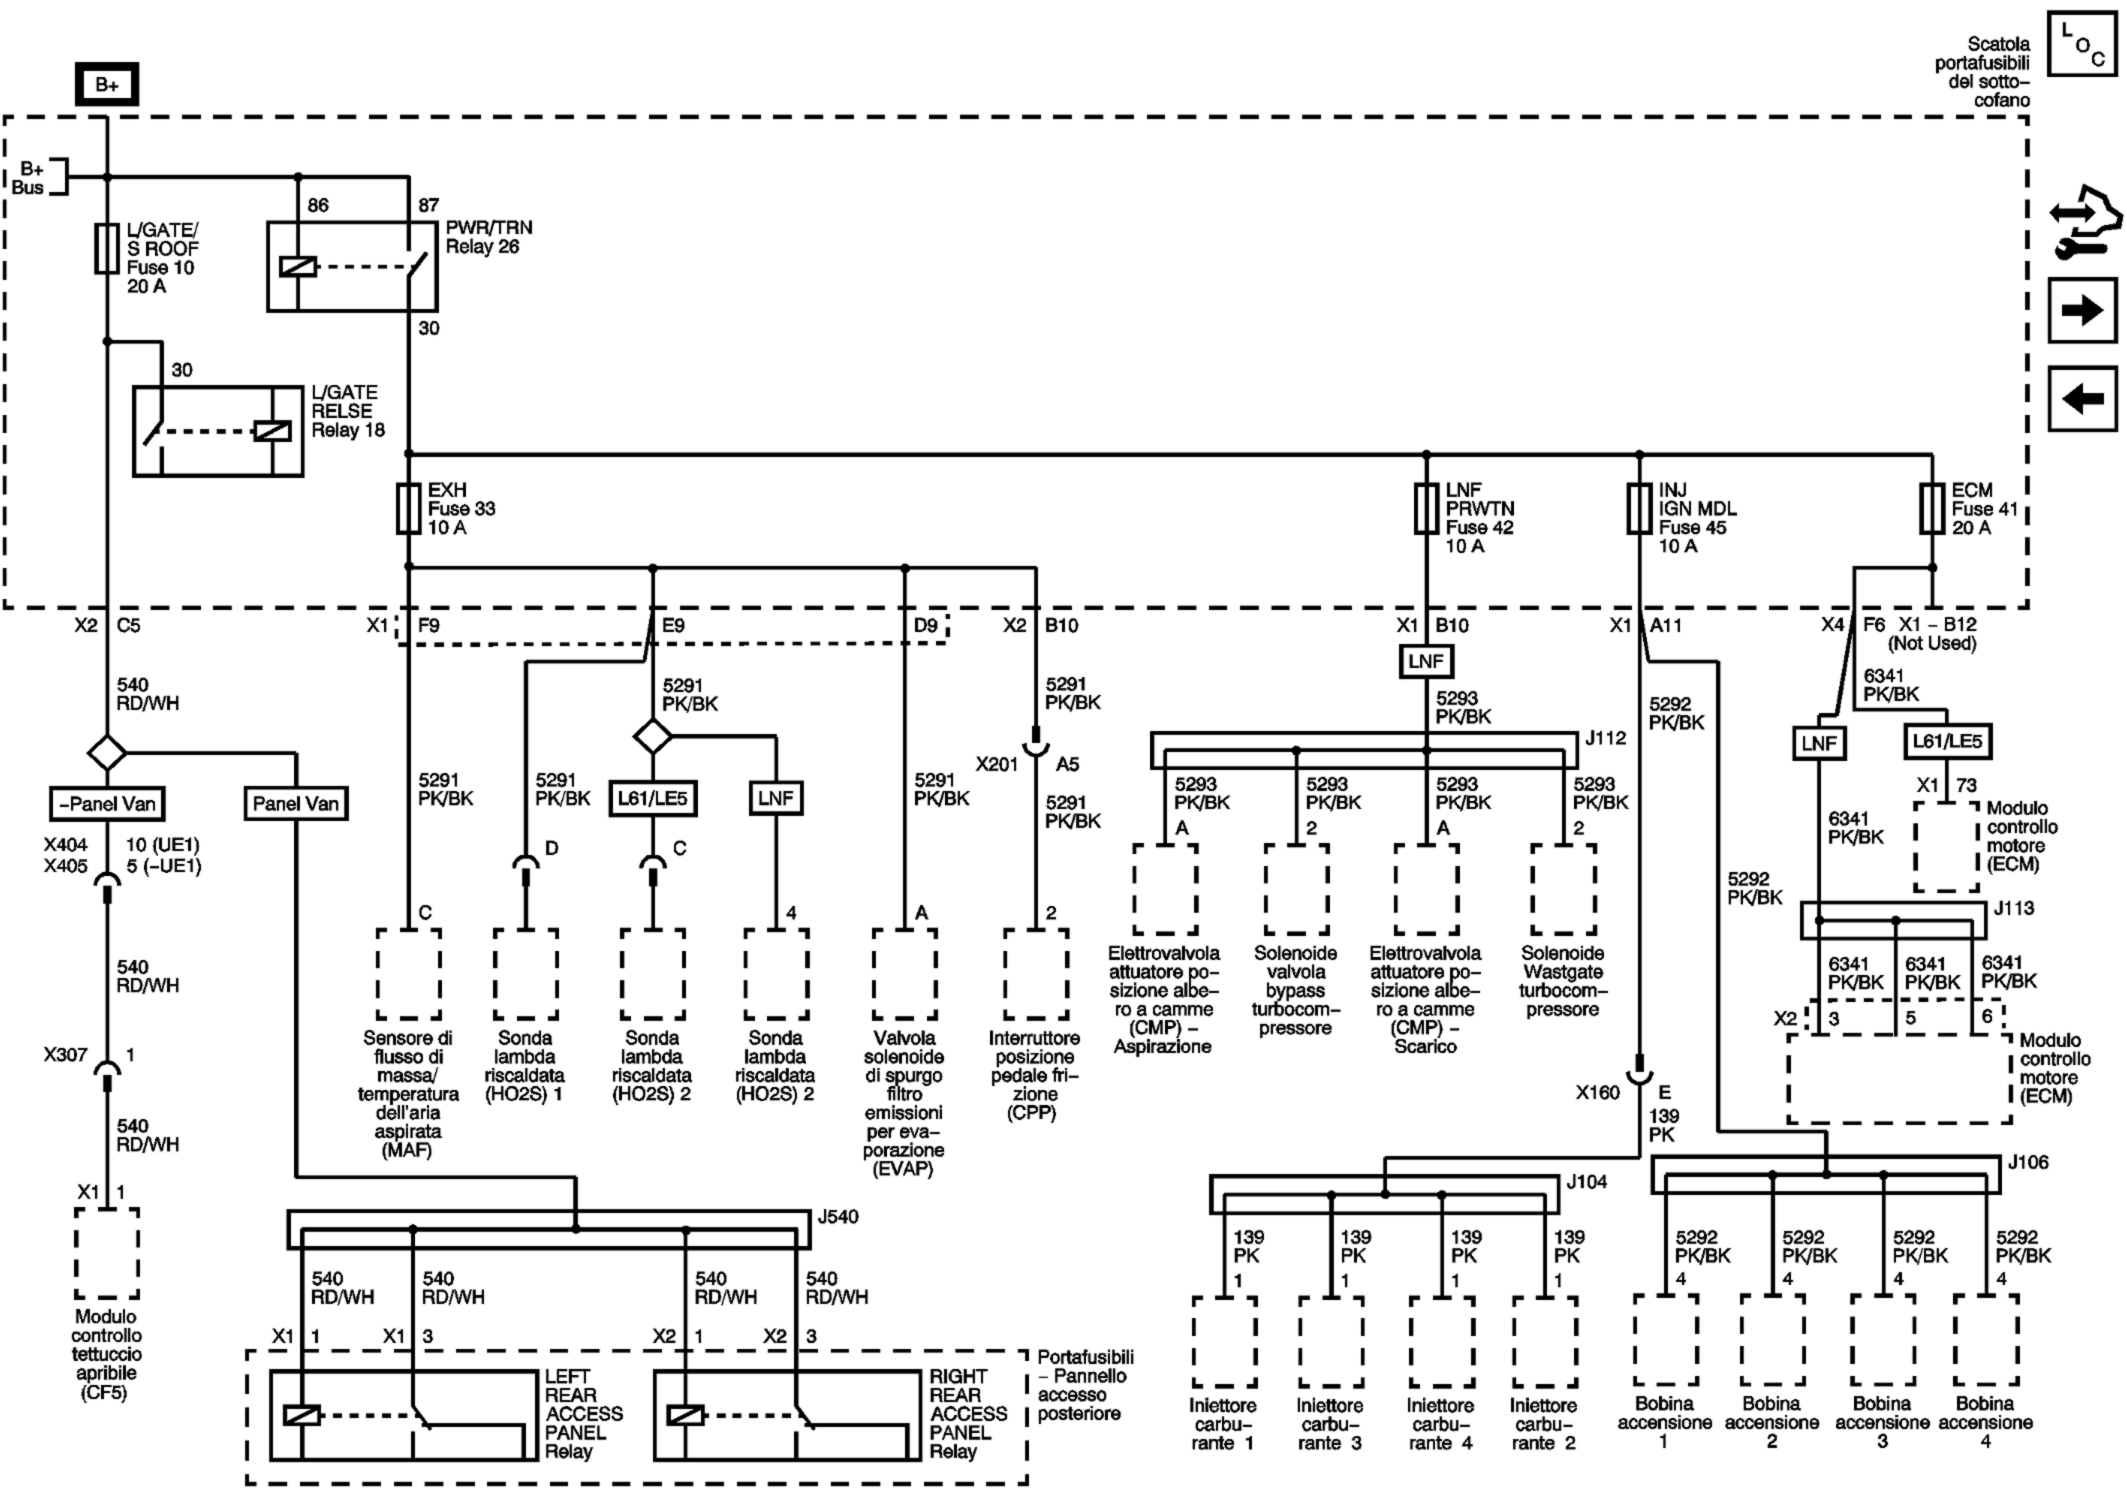 L O C
Scatola
portafusibili
del sotto–
cofano
B+
B+
Bus
86
87
PWR/TRN
Relay 26
L/GATE/
S ROOF
Fuse 10
20 A
30
30
L/GATE
RELSE
Relay 18
EXH
Fuse 33
10 A
LNF
PRWTN
Fuse 42
10 A
INJ
IGN MDL
Fuse 45
10 A
ECM
Fuse 41
20 A
X2 C5
X1 F9
E9
D9
X2 B10
X1 B10
X1 A11
X4 F6
X1 – B12
(Not Used)
LNF
540
RD/WH
5291
PK/BK
5291
PK/BK
5293
PK/BK
5292
PK/BK
6341
PK/BK
LNF
L61/LE5
J112
X1 73
X201 A5
–Panel Van
Panel Van
5291
PK/BK
5291
PK/BK
L61/LE5
LNF
5291
PK/BK
5291
PK/BK
5293
PK/BK
5293
PK/BK
5293
PK/BK
5293
PK/BK
A
2
A
2
6341
PK/BK
Modulo
controllo
motore
(ECM)
X404 10 (UE1)
X405 5 (–UE1)
D
C
5292
PK/BK
C
4
A
2
J113
Elettrovalvola
attuatore po–
sizione albe–
ro a camme
(CMP) –
Aspirazione
Solenoide
valvola
bypass
turbocom–
pressore
Elettrovalvola
attuatore po–
sizione albe–
ro a camme
(CMP) –
Scarico
Solenoide
Wastgate
turbocom–
pressore
6341
PK/BK
6341
PK/BK
6341
PK/BK
X2 3
5
6
Modulo
controllo
motore
(ECM)
540
RD/WH
X307 1
Sensore di
flusso di
massa/
temperatura
dell'aria
aspirata
(MAF)
Sonda
lambda
riscaldata
(HO2S) 1
Sonda
lambda
riscaldata
(HO2S) 2
Sonda
lambda
riscaldata
(HO2S) 2
Valvola
solenoide
di spurgo
filtro
emissioni
per eva–
porazione
(EVAP)
Interruttore
posizione
pedale fri–
zione
(CPP)
X160 E
139
PK
540
RD/WH
X1 1
J104
J106
J540
139
PK
139
PK
139
PK
139
PK
1
1
1
1
5292
PK/BK
5292
PK/BK
5292
PK/BK
5292
PK/BK
4
4
4
4
540
RD/WH
540
RD/WH
540
RD/WH
540
RD/WH
X1 1
X1 3
X2 1
X2 3
Modulo
controllo
tettuccio
apribile
(CF5)
LEFT
REAR
ACCESS
PANEL
Relay
RIGHT
REAR
ACCESS
PANEL
Relay
Portafusibili
– Pannello
accesso
posteriore
Iniettore
carbu–
rante 1
Iniettore
carbu–
rante 3
Iniettore
carbu–
rante 4
Iniettore
carbu–
rante 2
Bobina
accensione
1
Bobina
accensione
2
Bobina
accensione
3
Bobina
accensione
4